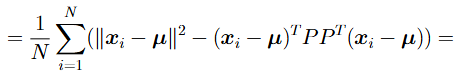 = \frac{1}{N} \sum_{i=1}^{N} (\|\boldsymbol{x}_i - \boldsymbol{\mu}\|^2 - (\boldsymbol{x}_i - \boldsymbol{\mu})^T P P^T (\boldsymbol{x}_i - \boldsymbol{\mu})) =